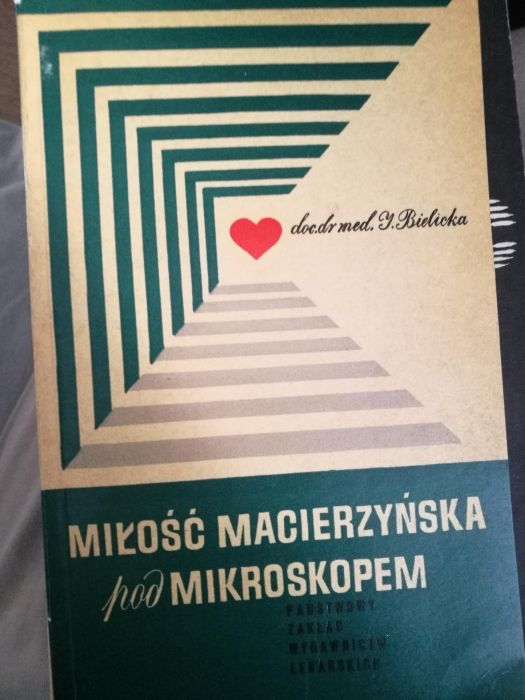 doc.dr med. J. Bielicka
MIŁOŚĆ MACIERZYŃSKA
pod MIKROSKOPEM
PAŃSTWOWY
ZAKŁAD
WYDAWNICTW
LEKARSKICH